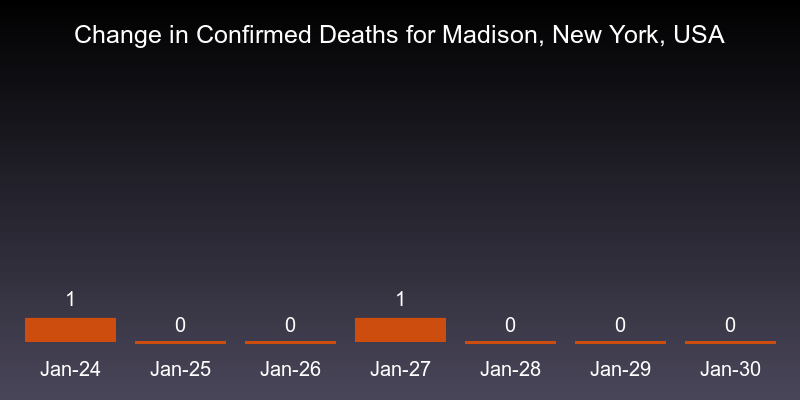 Change in Confirmed Deaths for Madison, New York, USA
1 0 0 1 0 0 0
Jan-24 Jan-25 Jan-26 Jan-27 Jan-28 Jan-29 Jan-30